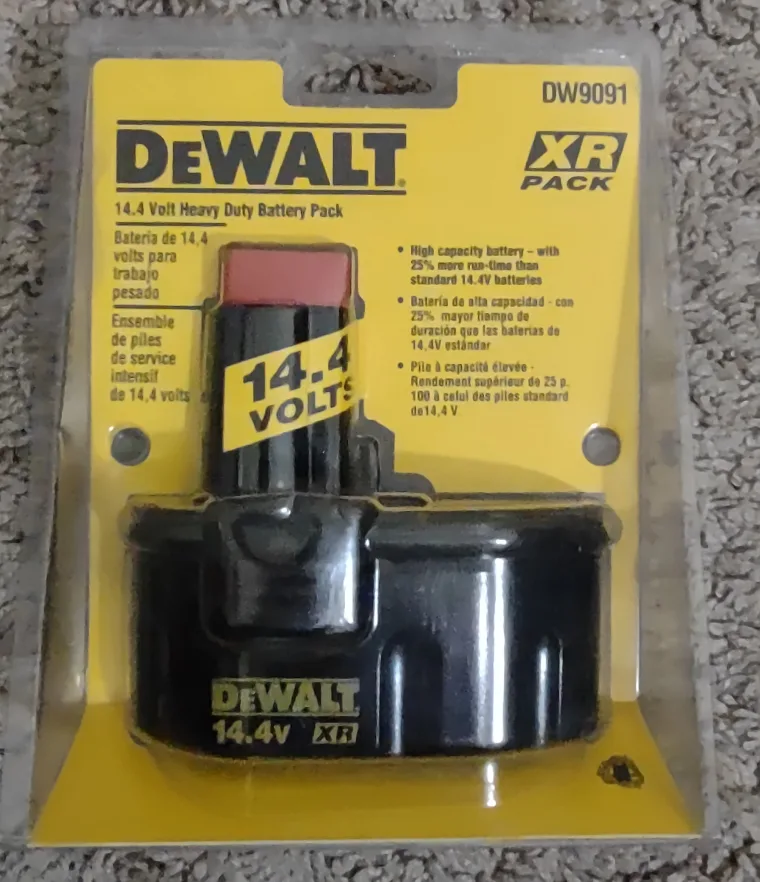 DW9091
DEWALT
XR
PACK
14.4 Volt Heavy Duty Battery Pack
Batería de 14,4
volts para
trabajo
pesado
Ensemble
de piles
de service
intensif
de 14,4 volts
• High capacity battery – with
25% more run-time than
standard 14.4V batteries
• Batería de alta capacidad - con
25% mayor tiempo de
duración que las baterías de
14,4V estándar
• Pile à capacité élevée -
Rendement supérieur de 25 p.
100 à celui des piles standard
de14,4 V
14.4
VOLTS
DEWALT
14.4V XR